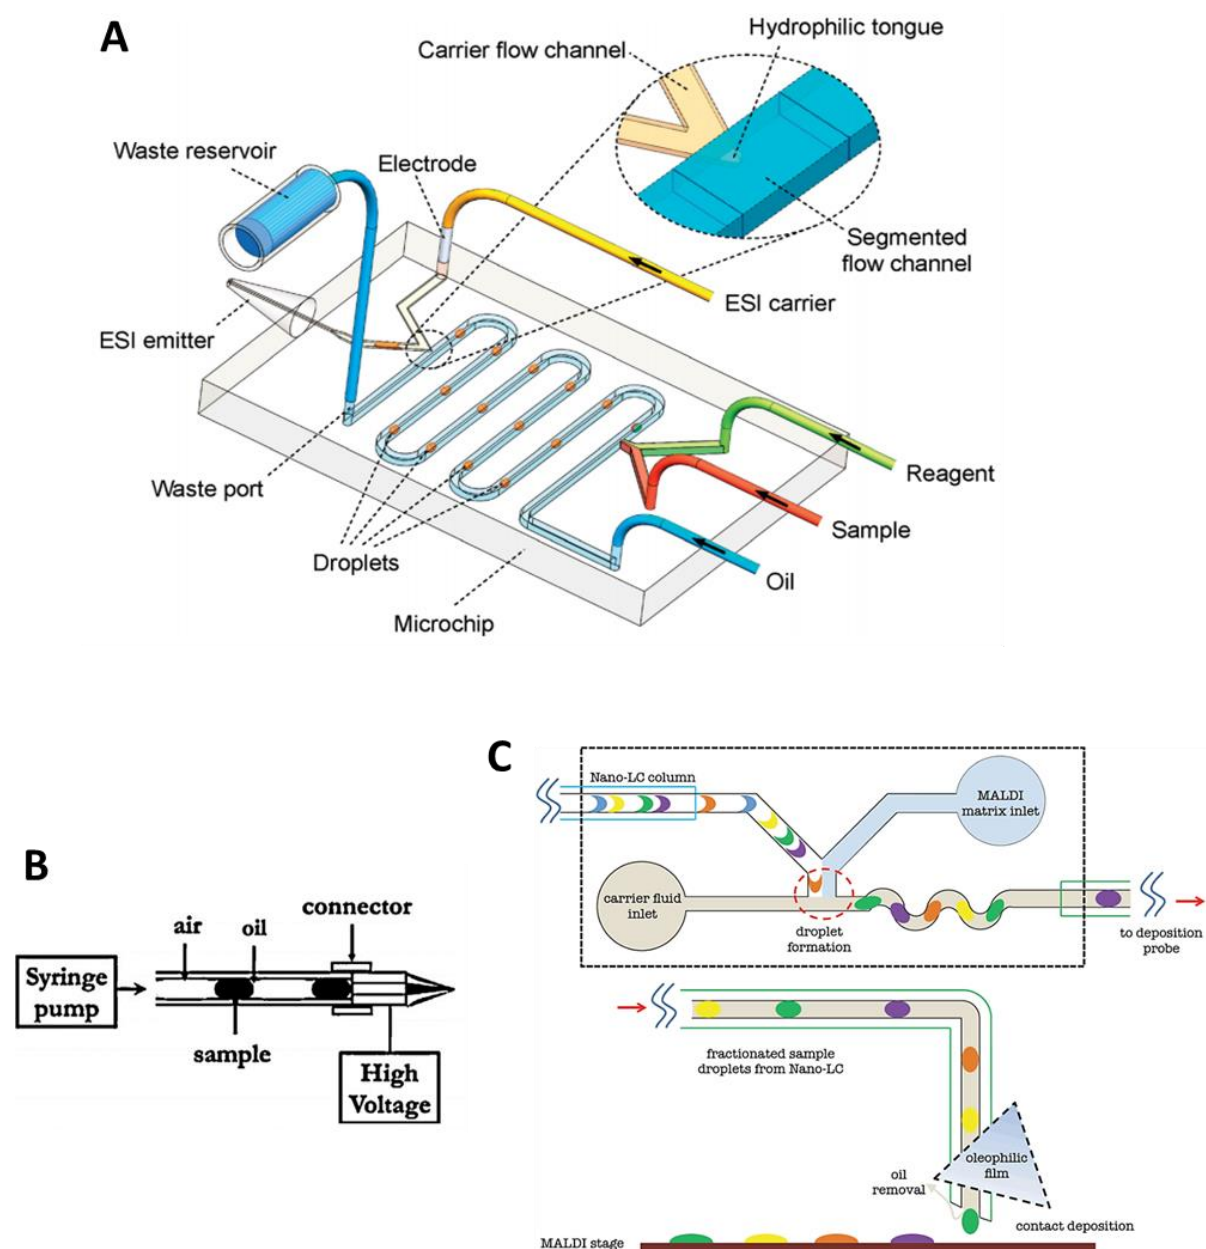 A
Carrier flow channel
Hydrophilic tongue
Waste reservoir
Electrode
Segmented
flow channel
ESI carrier
ESI emitter
Reagent
Waste port
Sample
Droplets
Oil
Microchip
B
Syringe
pump
air
oil
connector
sample
High
Voltage
C
Nano-LC column
MALDI
matrix inlet
carrier fluid
inlet
droplet
formation
to deposition
probe
fractionated sample
droplets from Nano-LC
oleophilic
film
oil
removal
contact deposition
MALDI stage